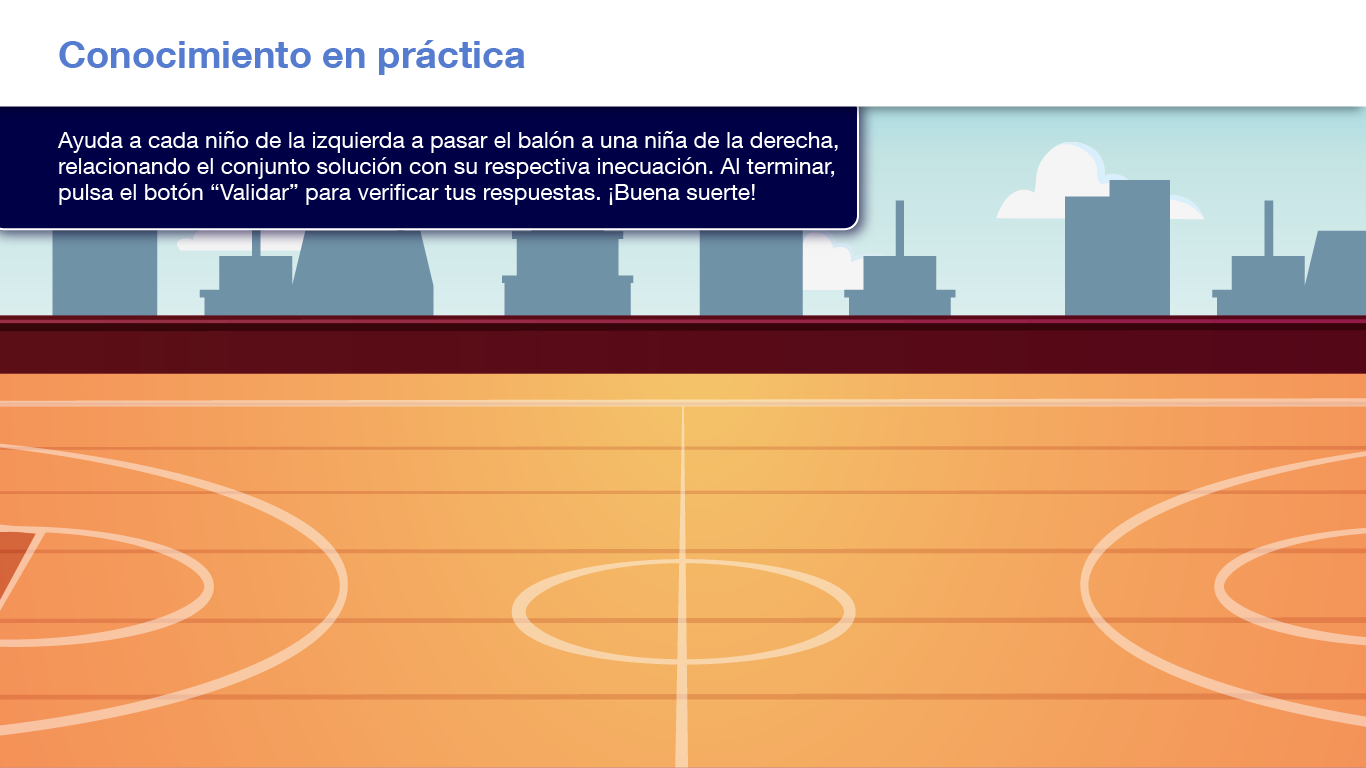 Conocimiento en práctica
Ayuda a cada niño de la izquierda a pasar el balón a una niña de la derecha,
relacionando el conjunto solución con su respectiva inecuación. Al terminar,
pulsa el botón “Validar” para verificar tus respuestas. ¡Buena suerte!